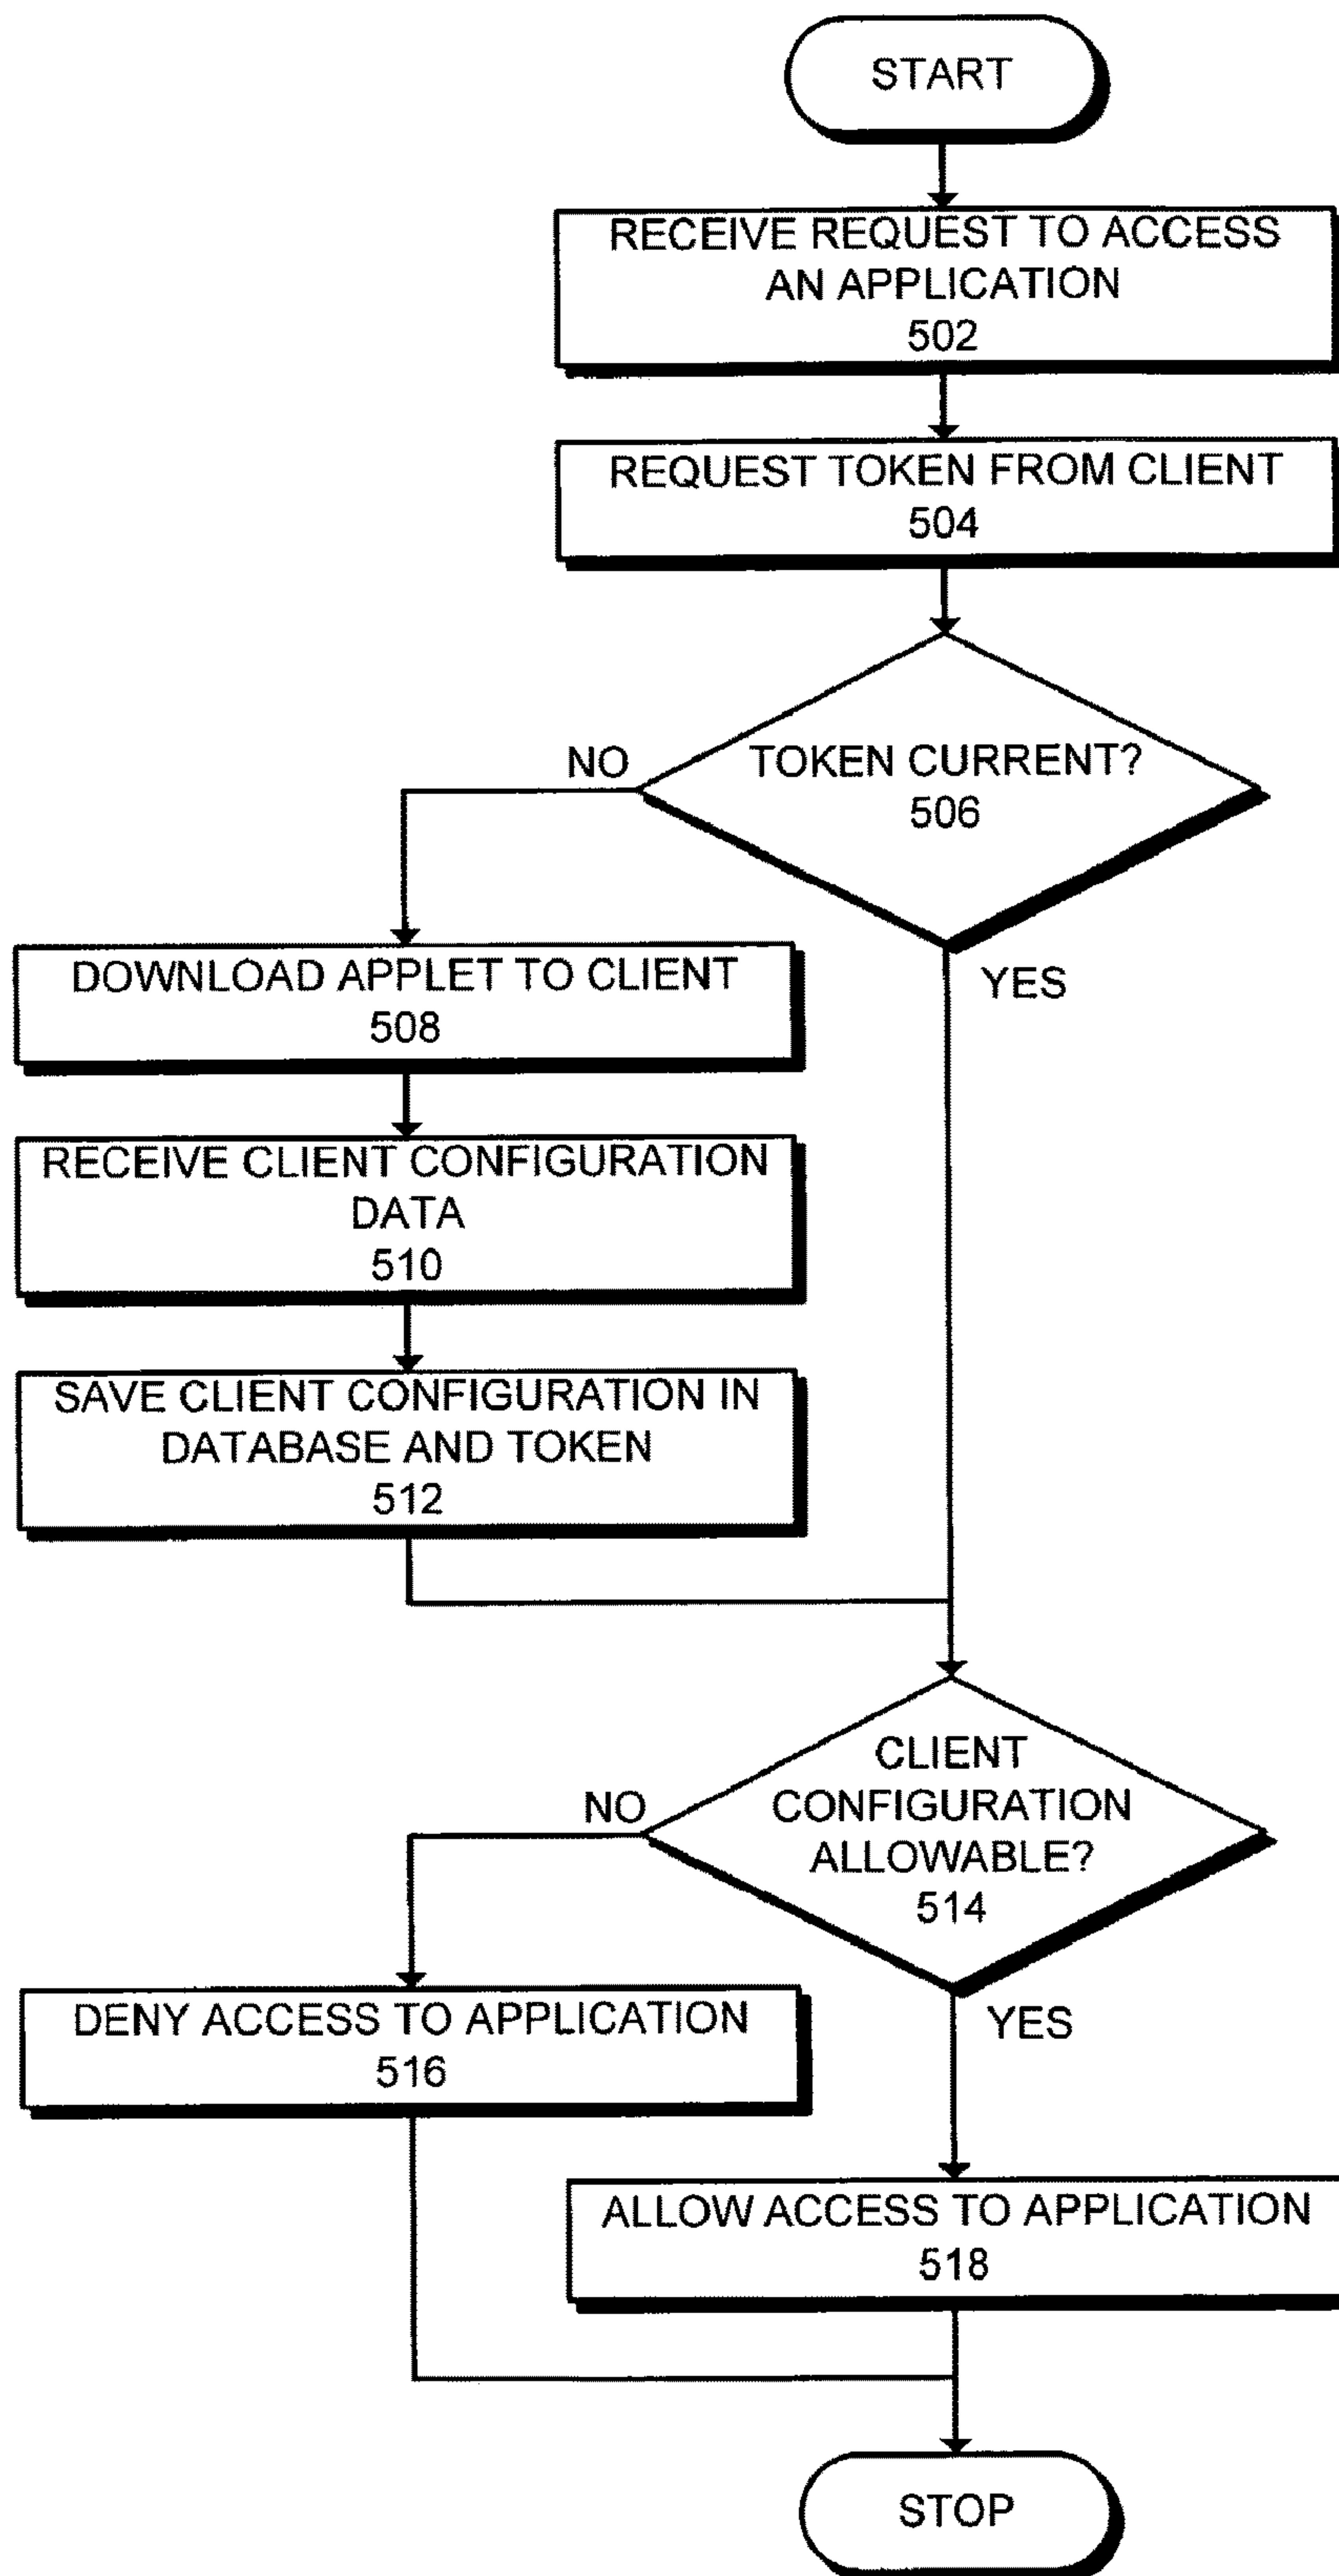 START
RECEIVE REQUEST TO ACCESS
AN APPLICATION
502
REQUEST TOKEN FROM CLIENT
504
TOKEN CURRENT?
506
NO
YES
DOWNLOAD APPLET TO CLIENT
508
RECEIVE CLIENT CONFIGURATION
DATA
510
SAVE CLIENT CONFIGURATION IN
DATABASE AND TOKEN
512
CLIENT
CONFIGURATION
ALLOWABLE?
514
NO
YES
DENY ACCESS TO APPLICATION
516
ALLOW ACCESS TO APPLICATION
518
STOP